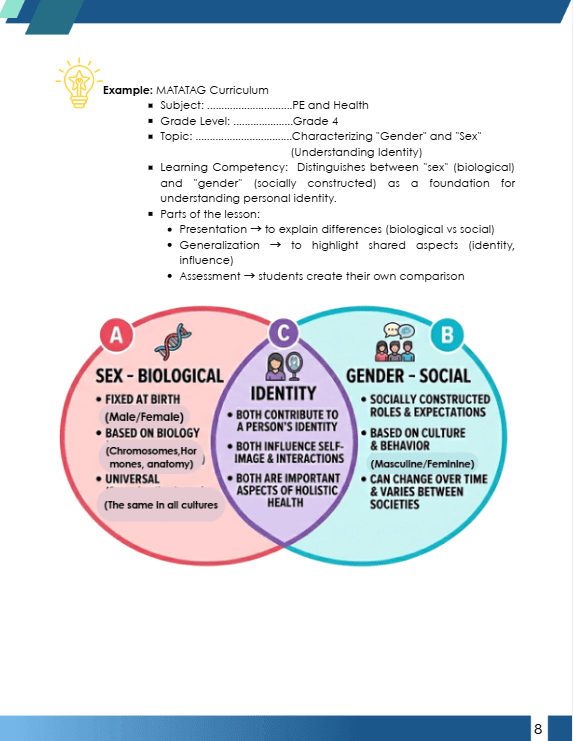 Example: MATATAG Curriculum
▪ Subject: ..............................PE and Health
▪ Grade Level: .....................Grade 4
▪ Topic: ..................................Characterizing "Gender" and "Sex"
(Understanding Identity)
▪ Learning Competency: Distinguishes between "sex" (biological)
and "gender" (socially constructed) as a foundation for
understanding personal identity.
▪ Parts of the lesson:
• Presentation → to explain differences (biological vs social)
• Generalization → to highlight shared aspects (identity,
influence)
• Assessment → students create their own comparison
A
SEX – BIOLOGICAL
• FIXED AT BIRTH
(Male/Female)
• BASED ON BIOLOGY
(Chromosomes,Hor
mones, anatomy) )
• UNIVERSAL
(The same in all cultures
C
IDENTITY
• BOTH CONTRIBUTE TO
A PERSON'S IDENTITY
• BOTH INFLUENCE SELF-
IMAGE & INTERACTIONS
• BOTH ARE IMPORTANT
ASPECTS OF HOLISTIC
HEALTH
B
GENDER – SOCIAL
• SOCIALLY CONSTRUCTED
ROLES & EXPECTATIONS
• BASED ON CULTURE
& BEHAVIOR
(Masculine/Feminine)
• CAN CHANGE OVER TIME
& VARIES BETWEEN
SOCIETIES
8